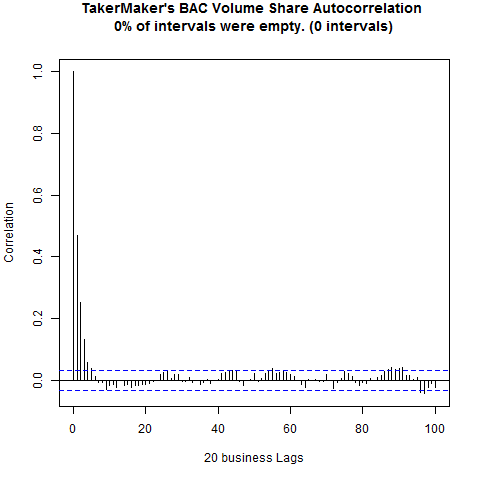 TakerMaker's BAC Volume Share Autocorrelation
0% of intervals were empty. (0 intervals)
Correlation
1.0
0.8
0.6
0.4
0.2
0.0
0 20 40 60 80 100
20 business Lags